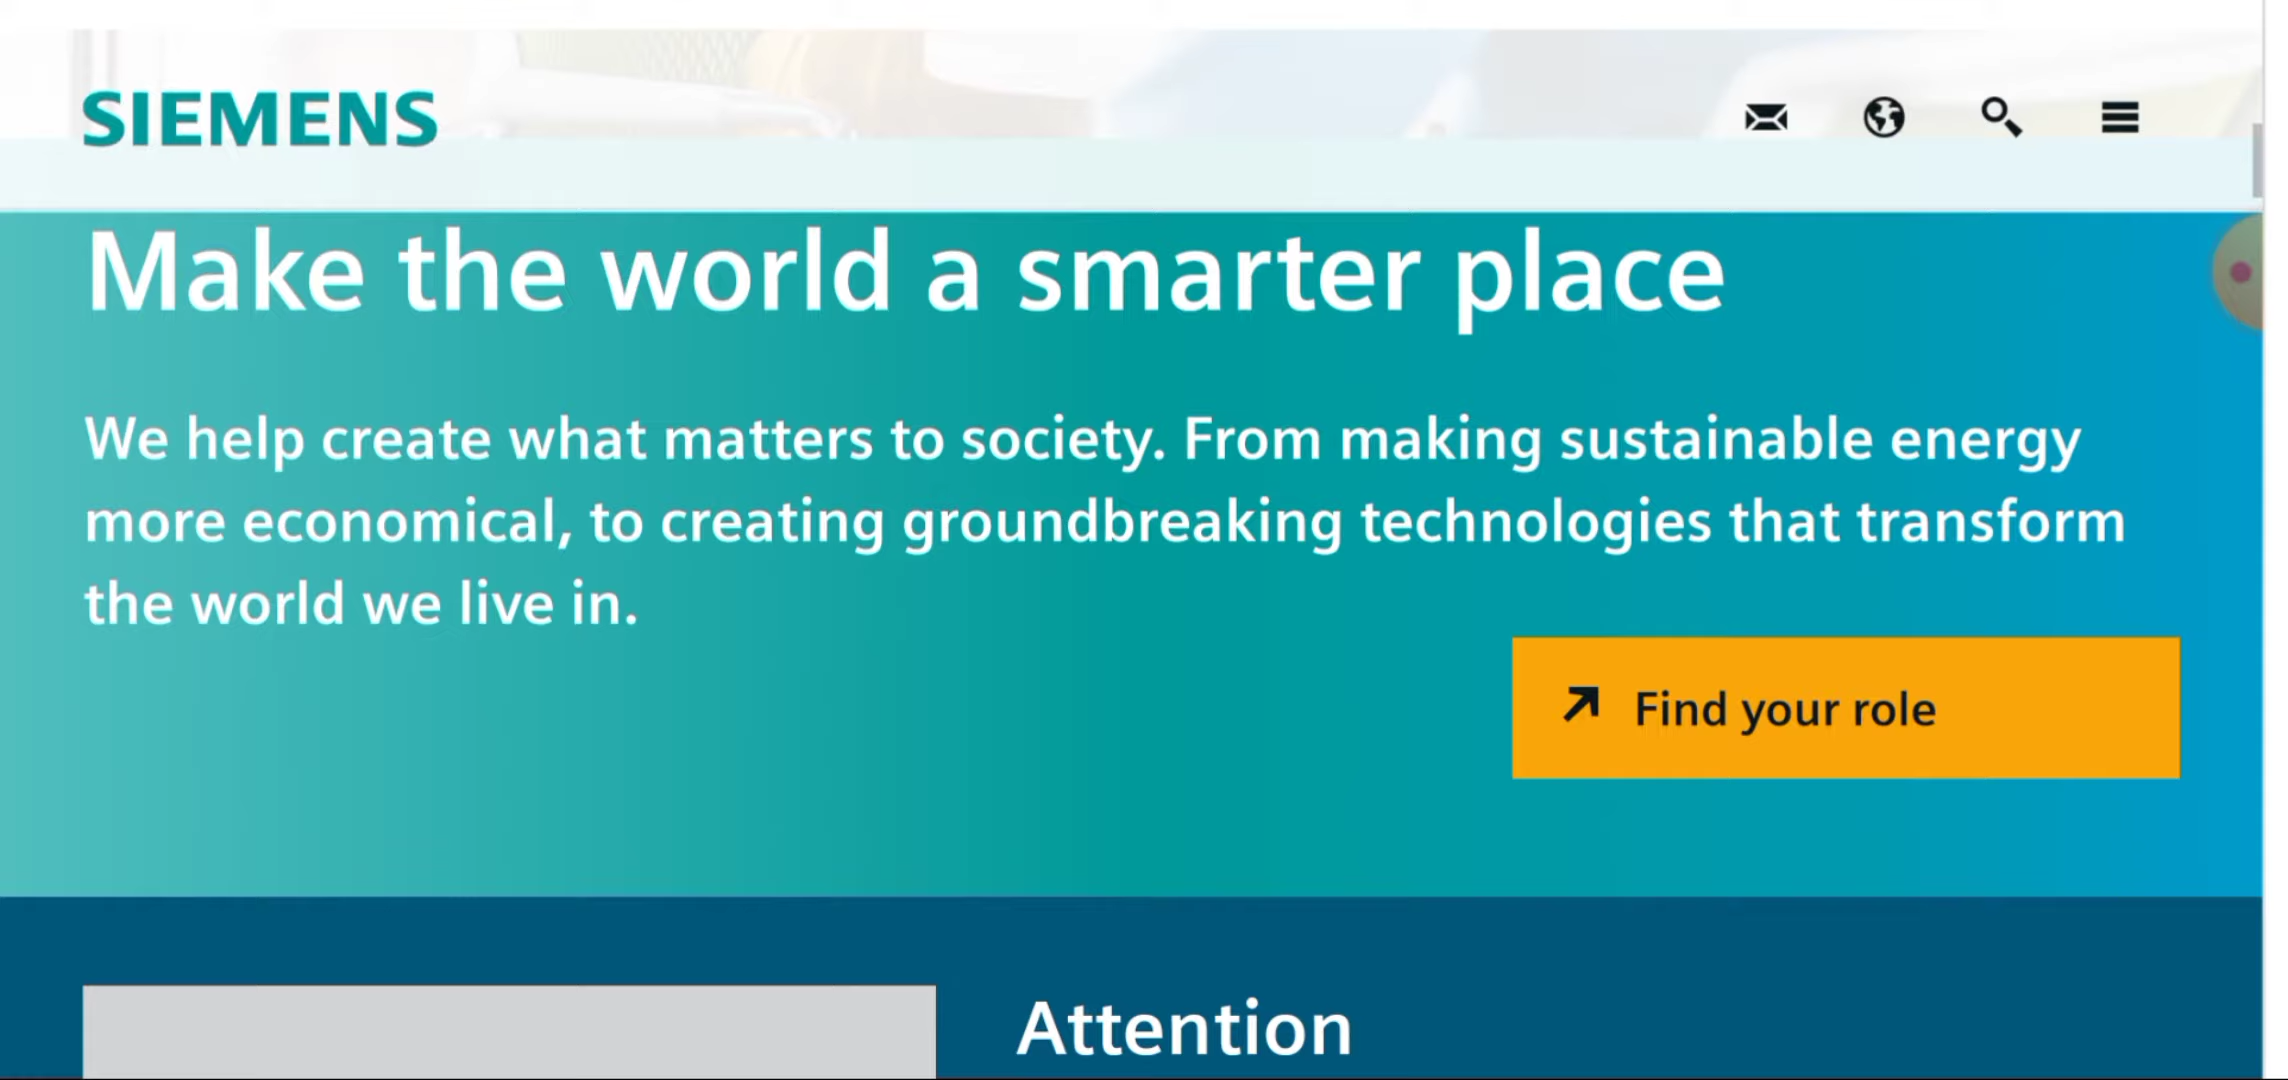 SIEMENS
Make the world a smarter place
We help create what matters to society. From making sustainable energy
more economical, to creating groundbreaking technologies that transform
the world we live in.
Find your role
Attention